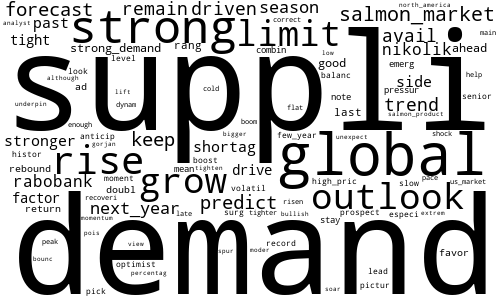 north_america
forecast remain driven season correct
analyst past strong limit salmon_market
tight strong_demand rang combin low avail main
nikolik ahead
suppli
look level good emerg side help
although ad cold balanc pressur
lift note trend senior
underpin dynam boom flat last salmon_product
enough bigger few_year unexpect shock
stronger anticip keep shortag global
histor gorjan boost
rebound rise mean tighten drive
rabobank moment grow volatil high_pric slow pace us_market
factor recoveri doubl predict risen outlook
return next_year late surg tighter bullish prospect especi extrem
momentum stay
demand
peak pois view record favor
optimist spur moder
bounc percentag lead
pick soar pictur